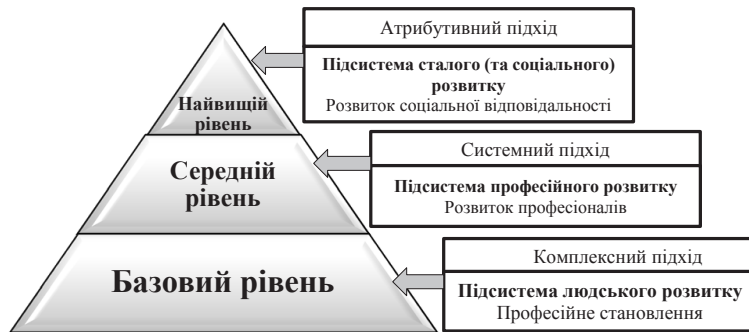 Атрибутивний підхід
Підсистема сталого (та соціального)
розвитку
Розвиток соціальної відповідальності
Найвищій
рівень
Системний підхід
Підсистема професійного розвитку
Розвиток професіоналів
Середній
рівень
Комплексний підхід
Підсистема людського розвитку
Професійне становлення
Базовий рівень